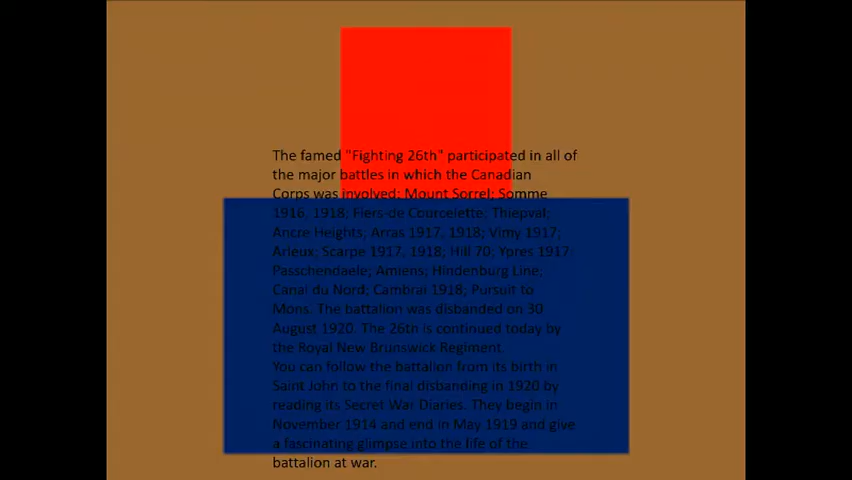 The famed "Fighting 26th" participated in all of
the major battles in which the Canadian
Corps was involved: Mount Sorrel; Somme
1916, 1918; Flers-de Courcelette; Thiepval;
Ancre Heights; Arras 1917, 1918; Vimy 1917;
Arleux; Scarpe 1917, 1918; Hill 70; Ypres 1917;
Passchendaele; Amiens; Hindenburg Line;
Canal du Nord; Cambrai 1918; Pursuit to
Mons. The battalion was disbanded on 30
August 1920. The 26th is continued today by
the Royal New Brunswick Regiment.
You can follow the battalion from its birth in
Saint John to the final disbanding in 1920 by
reading its Secret War Diaries. They begin in
November 1914 and end in May 1919 and give
a fascinating glimpse into the life of the
battalion at war.